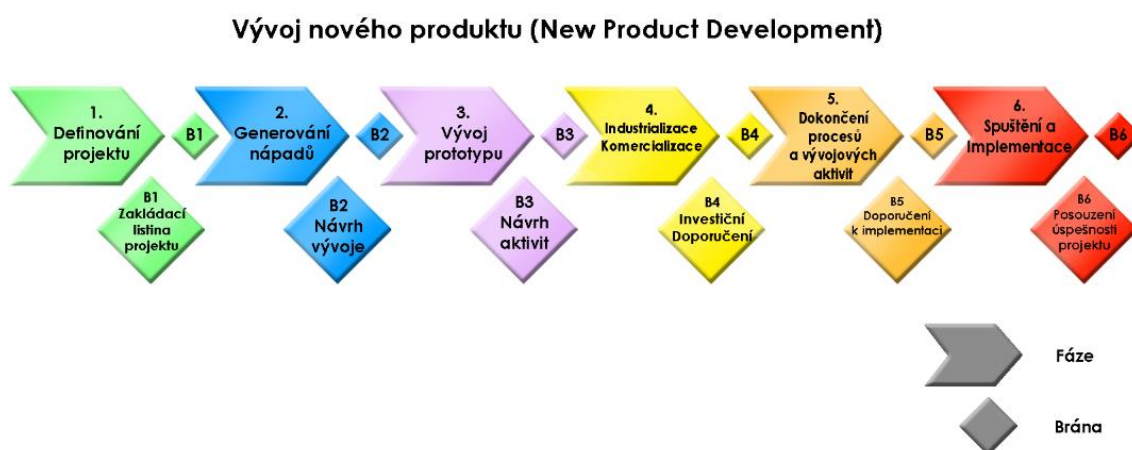 Vývoj nového produktu (New Product Development)
1.
Definování
projektu
B1
2.
Generování
nápadů
B2
3.
Vývoj
prototypu
B3
4.
Industrializace
Komercializace
B4
5.
Dokončení
procesů
a vývojových
aktivit
B5
6.
Spuštění a
Implementace
B6
B1
Zakládací
listina
projektu
B2
Návrh
vývoje
B3
Návrh
aktivit
B4
Investiční
Doporučení
B5
Doporučení
k implementaci
B6
Posouzení
úspešnosti
projektu
Fáze
Brána